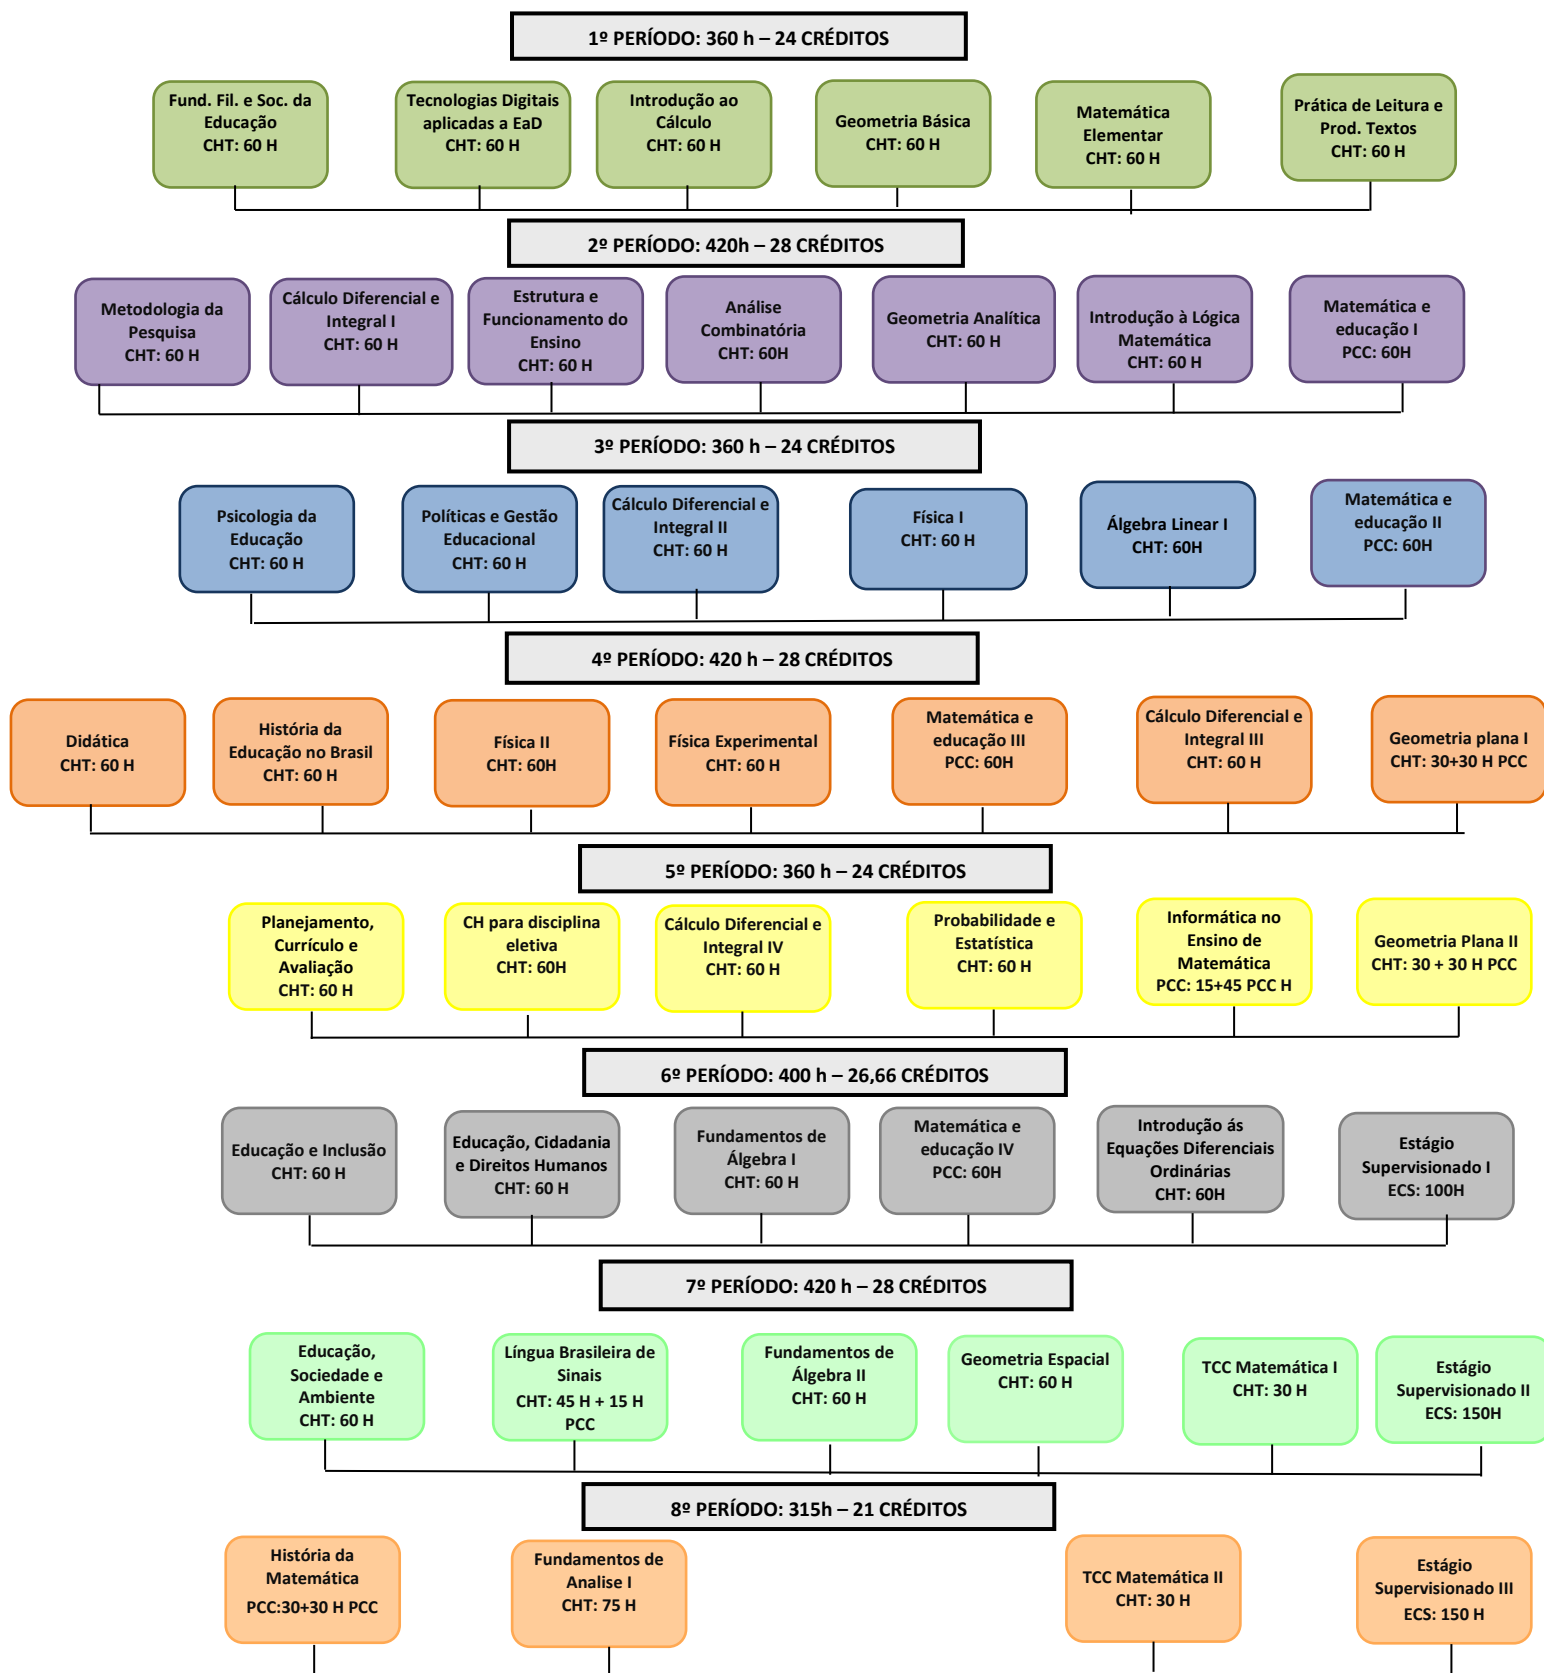 1º PERÍODO: 360 h – 24 CRÉDITOS
Fund. Fil. e Soc. da
Educação
CHT: 60 H
Tecnologias Digitais
aplicadas a EaD
CHT: 60 H
Introdução ao
Cálculo
CHT: 60 H
Geometria Básica
CHT: 60 H
Matemática
Elementar
CHT: 60 H
Prática de Leitura e
Prod. Textos
CHT: 60 H
2º PERÍODO: 420h – 28 CRÉDITOS
Metodologia da
Pesquisa
CHT: 60 H
Cálculo Diferencial e
Integral I
CHT: 60 H
Estrutura e
Funcionamento do
Ensino
CHT: 60 H
Análise
Combinatória
CHT: 60H
Geometria Analítica
CHT: 60 H
Introdução à Lógica
Matemática
CHT: 60 H
Matemática e
educação I
PCC: 60H
3º PERÍODO: 360 h – 24 CRÉDITOS
Psicologia da
Educação
CHT: 60 H
Políticas e Gestão
Educacional
CHT: 60 H
Cálculo Diferencial e
Integral II
CHT: 60 H
Física I
CHT: 60 H
Álgebra Linear I
CHT: 60H
Matemática e
educação II
PCC: 60H
4º PERÍODO: 420 h – 28 CRÉDITOS
Didática
CHT: 60 H
História da
Educação no Brasil
CHT: 60 H
Física II
CHT: 60H
Física Experimental
CHT: 60 H
Matemática e
educação III
PCC: 60H
Cálculo Diferencial e
Integral III
CHT: 60 H
Geometria plana I
CHT: 30+30 H PCC
5º PERÍODO: 360 h – 24 CRÉDITOS
Planejamento,
Currículo e
Avaliação
CHT: 60 H
CH para disciplina
eletiva
CHT: 60H
Cálculo Diferencial e
Integral IV
CHT: 60 H
Probabilidade e
Estatística
CHT: 60 H
Informática no
Ensino de
Matemática
PCC: 15+45 PCC H
Geometria Plana II
CHT: 30 + 30 H PCC
6º PERÍODO: 400 h – 26,66 CRÉDITOS
Educação e Inclusão
CHT: 60 H
Educação, Cidadania
e Direitos Humanos
CHT: 60 H
Fundamentos de
Álgebra I
CHT: 60 H
Matemática e
educação IV
PCC: 60H
Introdução ás
Equações Diferenciais
Ordinárias
CHT: 60H
Estágio
Supervisionado I
ECS: 100H
7º PERÍODO: 420 h – 28 CRÉDITOS
Educação,
Sociedade e
Ambiente
CHT: 60 H
Língua Brasileira de
Sinais
CHT: 45 H + 15 H
PCC
Fundamentos de
Álgebra II
CHT: 60 H
Geometria Espacial
CHT: 60 H
TCC Matemática I
CHT: 30 H
Estágio
Supervisionado II
ECS: 150H
8º PERÍODO: 315h – 21 CRÉDITOS
História da
Matemática
PCC:30+30 H PCC
Fundamentos de
Analise I
CHT: 75 H
TCC Matemática II
CHT: 30 H
Estágio
Supervisionado III
ECS: 150 H